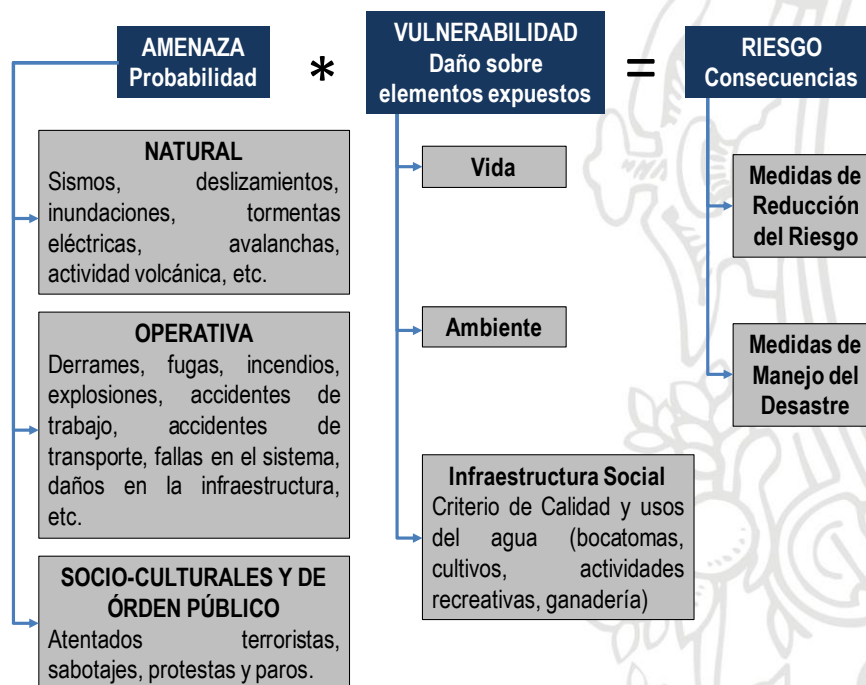 AMENAZA
Probabilidad
*
VULNERABILIDAD
Daño sobre
elementos expuestos
=
RIESGO
Consecuencias
NATURAL
Sismos, deslizamientos,
inundaciones, tormentas
eléctricas, avalanchas,
actividad volcánica, etc.
OPERATIVA
Derrames, fugas, incendios,
explosiones, accidentes de
trabajo, accidentes de
transporte, fallas en el sistema,
daños en la infraestructura,
etc.
SOCIO-CULTURALES Y DE
ÓRDEN PÚBLICO
Atentados terroristas,
sabotajes, protestas y paros.
Vida
Ambiente
Infraestructura Social
Criterio de Calidad y usos
del agua (bocatomas,
cultivos, actividades
recreativas, ganadería)
Medidas de
Reducción
del Riesgo
Medidas de
Manejo del
Desastre